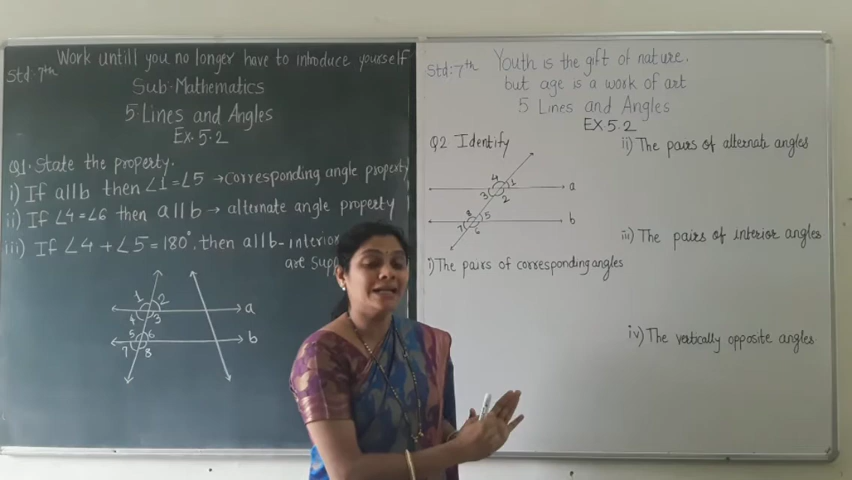 Work untill you no longer have to introduce yourself
Std:7th
Sub-Mathematics
5 Lines and Angles
Ex.5.2
Q1. State the property.
i) If a||b then ∠1=∠5 → corresponding angle property
ii) If ∠4=∠6 then a||b → alternate angle property
iii) If ∠4+∠5=180°, then a||b - interior
are
1 2
4 3
a
5 6
7 8
b
Std:7th
Youth is the gift of nature.
but age is a work of art
5 Lines and Angles
EX.5.2
Q2 Identify
4 1
3 2
a
8 5
7 6
b
i) The pairs of corresponding angles
ii) The pairs of alternate angles
iii) The pairs of interior angles
iv) The vertically opposite angles